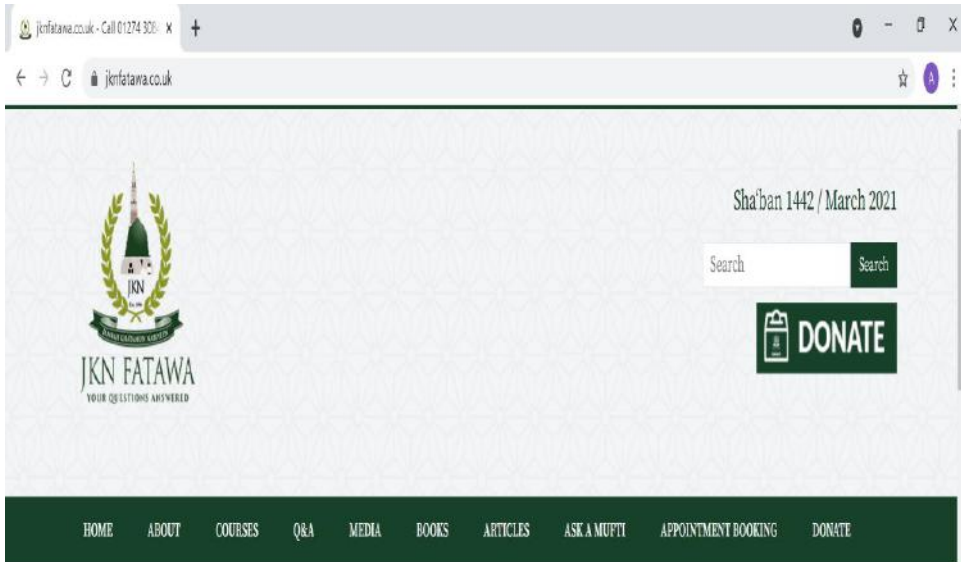 jknfatawa.co.uk - Call 01274 308
jknfatawa.co.uk
A
Sha'ban 1442 / March 2021
Search
Search
DONATE
JKN
JKN FATAWA
YOUR QUESTIONS ANSWERED
HOME ABOUT COURSES Q&A MEDIA BOOKS ARTICLES ASK A MUFTI APPOINTMENT BOOKING DONATE